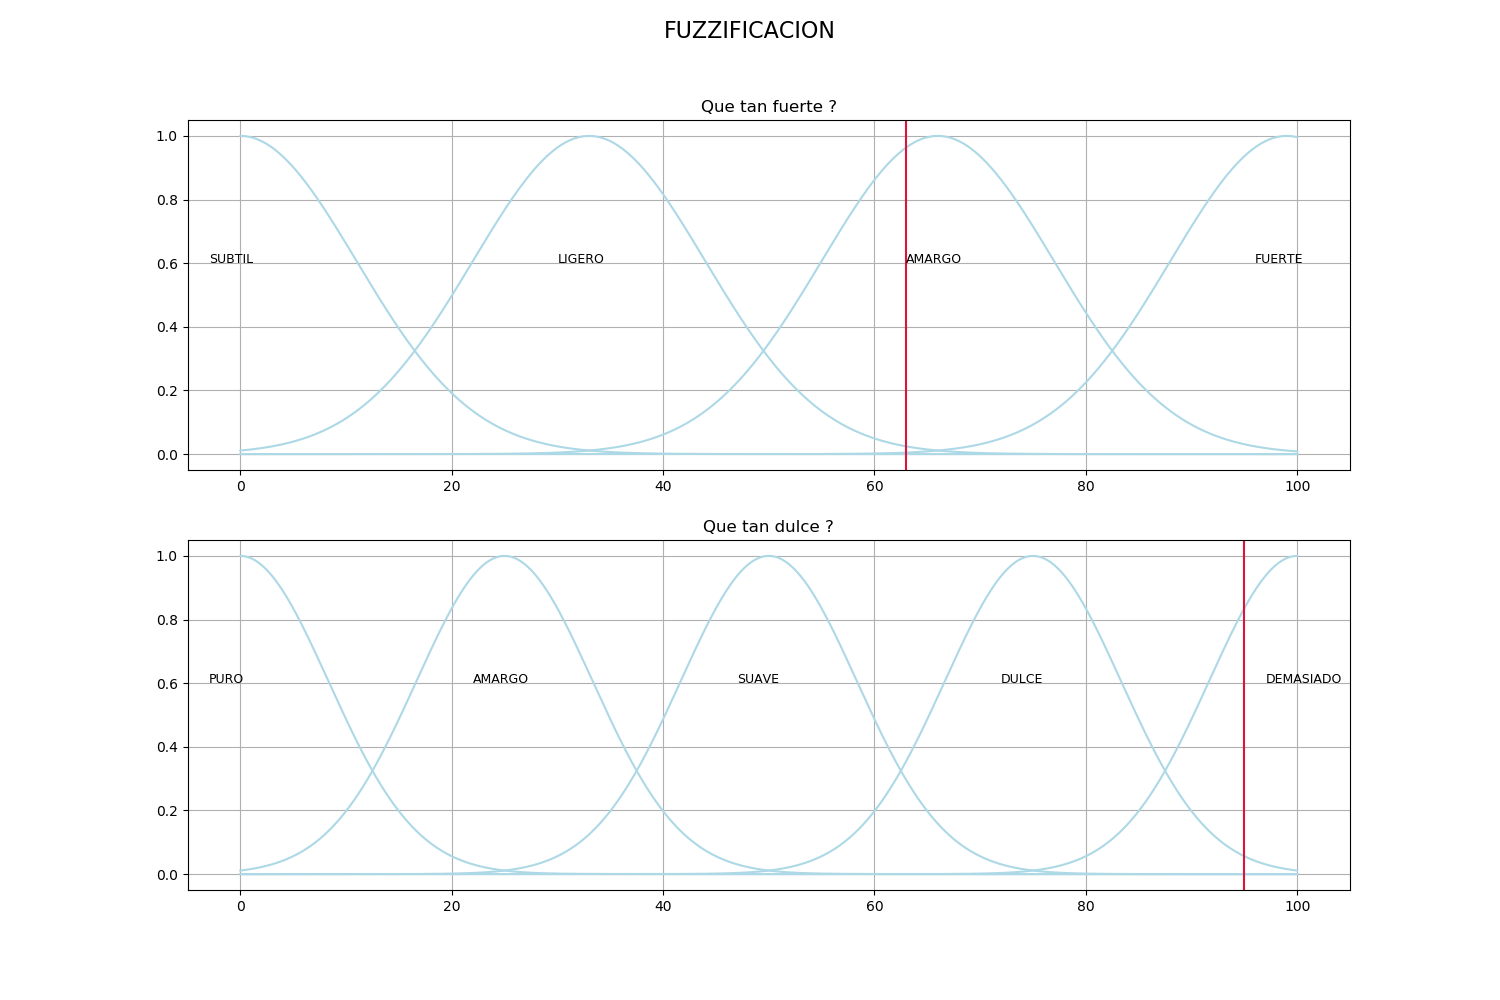 FUZZIFICACION
Que tan fuerte ?
1.0
0.8
0.6
0.4
0.2
0.0
SUBTIL LIGERO AMARGO FUERTE
0 20 40 60 80 100
Que tan dulce ?
1.0
0.8
0.6
0.4
0.2
0.0
PURO AMARGO SUAVE DULCE DEMASIADO
0 20 40 60 80 100